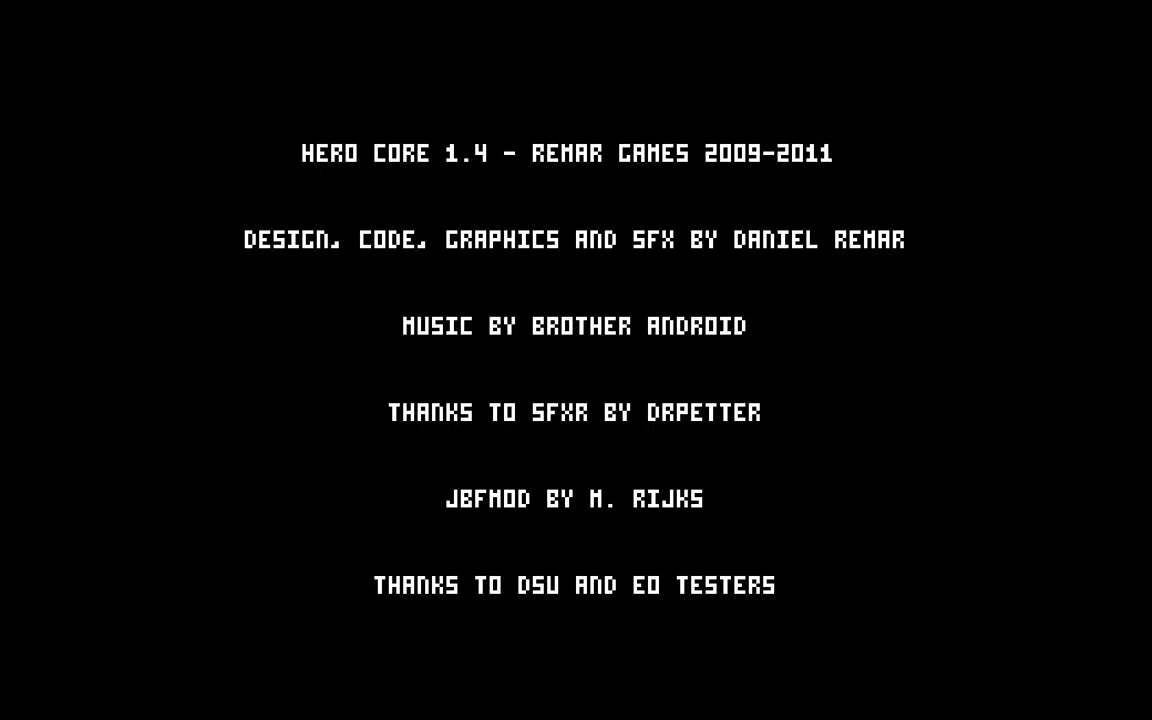 HERO CORE 1.4 - REMAR GAMES 2009-2011
DESIGN, CODE, GRAPHICS AND SFX BY DANIEL REMAR
MUSIC BY BROTHER ANDROID
THANKS TO SFXR BY DRPETTER
JBFMOD BY M. RIJKS
THANKS TO DSU AND EO TESTERS